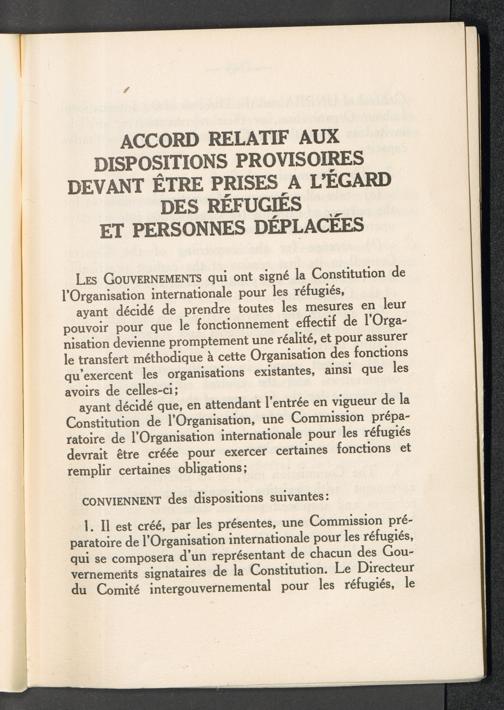 ACCORD RELATIF AUX
DISPOSITIONS PROVISOIRES
DEVANT ÊTRE PRISES A L'ÉGARD
DES RÉFUGIÉS
ET PERSONNES DÉPLACÉES
LES GOUVERNEMENTS qui ont signé la Constitution de
l'Organisation internationale pour les réfugiés,
ayant décidé de prendre toutes les mesures en leur
pouvoir pour que le fonctionnement effectif de l'Orga-
nisation devienne promptement une réalité, et pour assurer
le transfert méthodique à cette Organisation des fonctions
qu'exercent les organisations existantes, ainsi que les
avoirs de celles-ci;
ayant décidé que, en attendant l'entrée en vigueur de la
Constitution de l'Organisation, une Commission prépa-
ratoire de l'Organisation internationale pour les réfugiés
devrait être créée pour exercer certaines fonctions et
remplir certaines obligations;
CONVIENNENT des dispositions suivantes:
1. Il est créé, par les présentes, une Commission pré-
paratoire de l'Organisation internationale pour les réfugiés,
qui se composera d'un représentant de chacun des Gou-
vernements signataires de la Constitution. Le Directeur
du Comité intergouvernemental pour les réfugiés, le